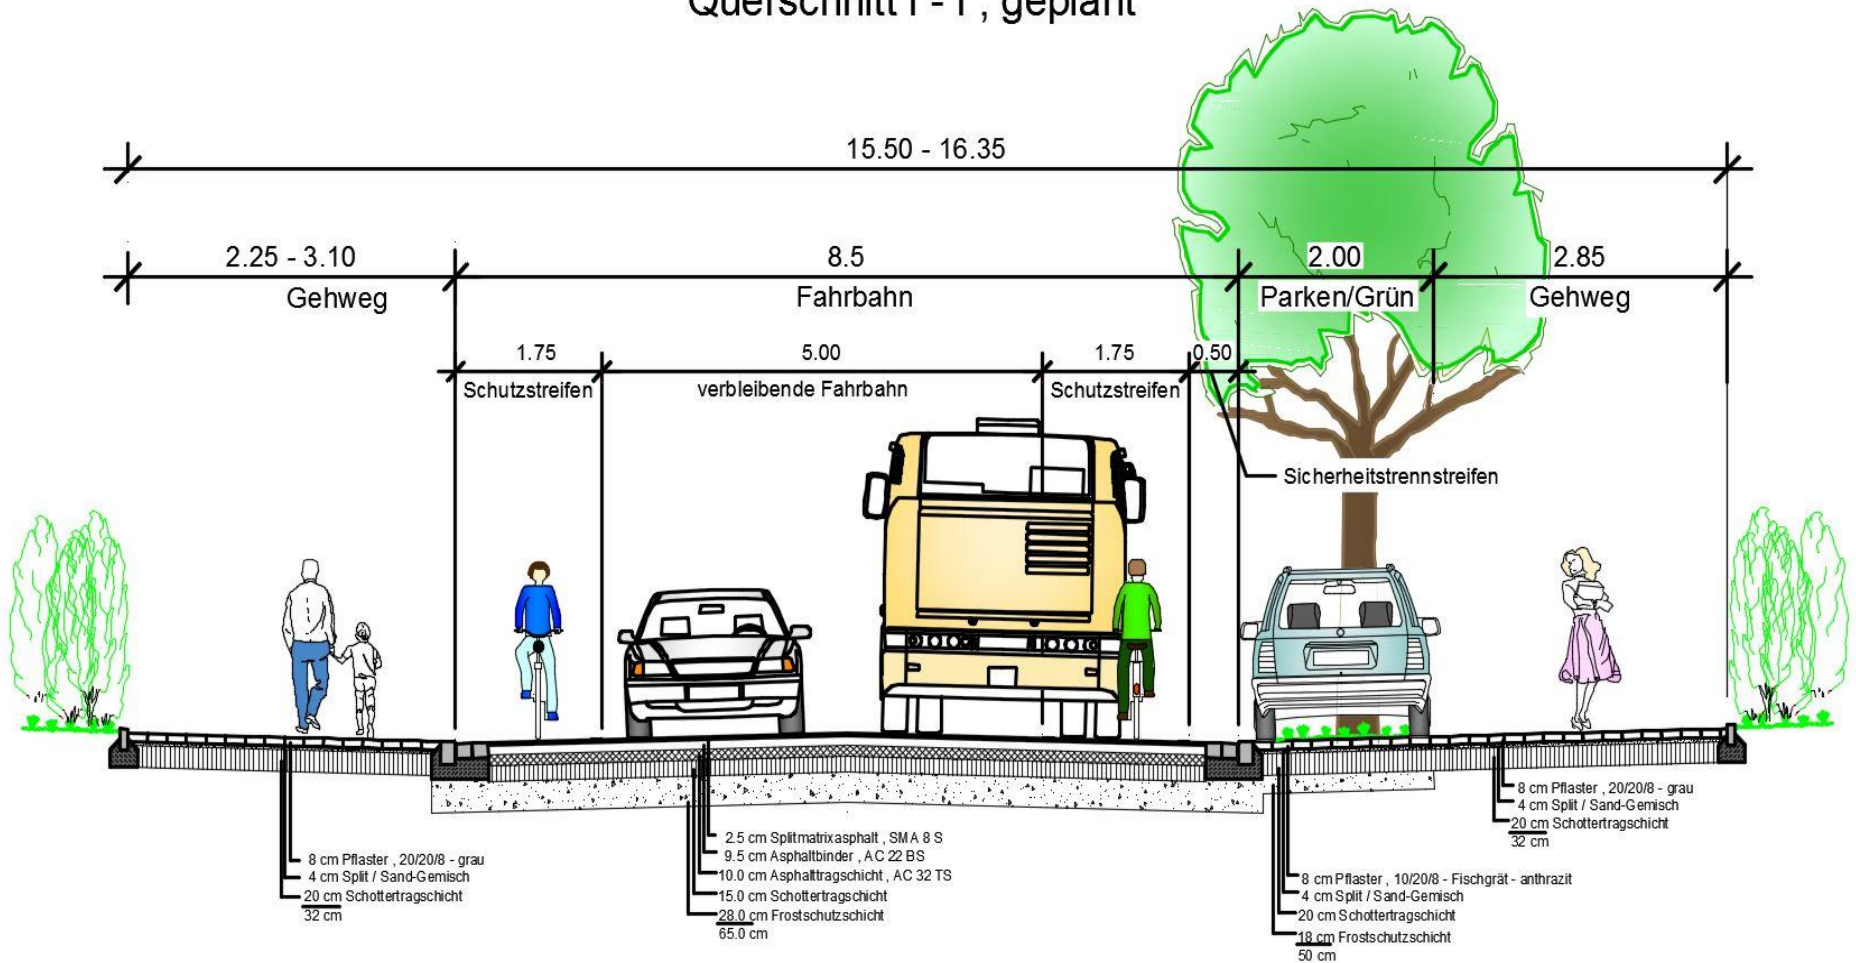 Querschnitt I - I , geplant
15.50 - 16.35
2.25 - 3.10
8.5
2.00
2.85
Gehweg
Fahrbahn
Parken/Grün
Gehweg
1.75
5.00
1.75
0.50
Schutzstreifen
verbleibende Fahrbahn
Schutzstreifen
Sicherheitstrennstreifen
8 cm Pflaster , 20/20/8 - grau
4 cm Split / Sand-Gemisch
20 cm Schottertragschicht
32 cm
2.5 cm Splitmatrixasphalt , SMA 8 S
9.5 cm Asphaltbinder , AC 22 BS
10.0 cm Asphalttragschicht , AC 32 TS
15.0 cm Schottertragschicht
28.0 cm Frostschutzschicht
65.0 cm
8 cm Pflaster , 10/20/8 - Fischgrät - anthrazit
4 cm Split / Sand-Gemisch
20 cm Schottertragschicht
18 cm Frostschutzschicht
50 cm
8 cm Pflaster , 20/20/8 - grau
4 cm Split / Sand-Gemisch
20 cm Schottertragschicht
32 cm